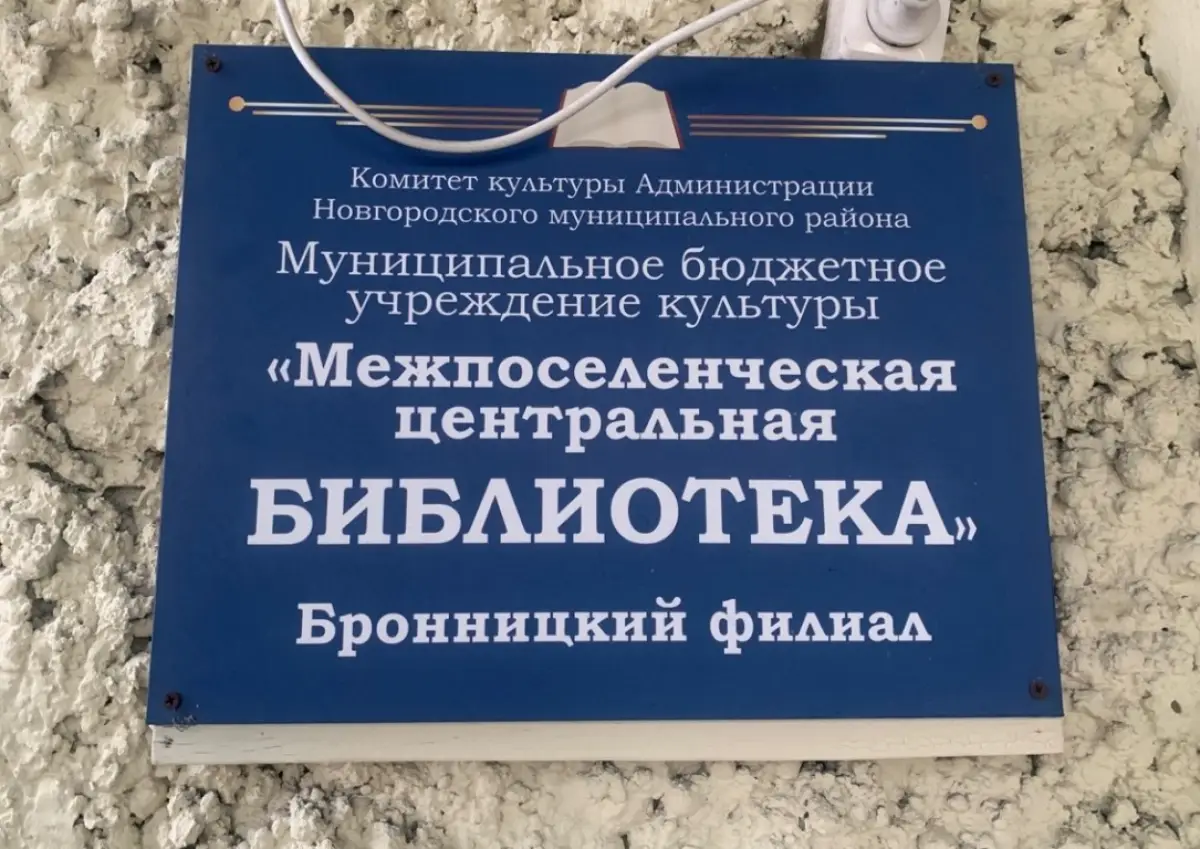 Комитет культуры Администрации
Новгородского муниципального района
Муниципальное бюджетное
учреждение культуры
«Межпоселенческая
центральная
БИБЛИОТЕКА»
Бронницкий филиал